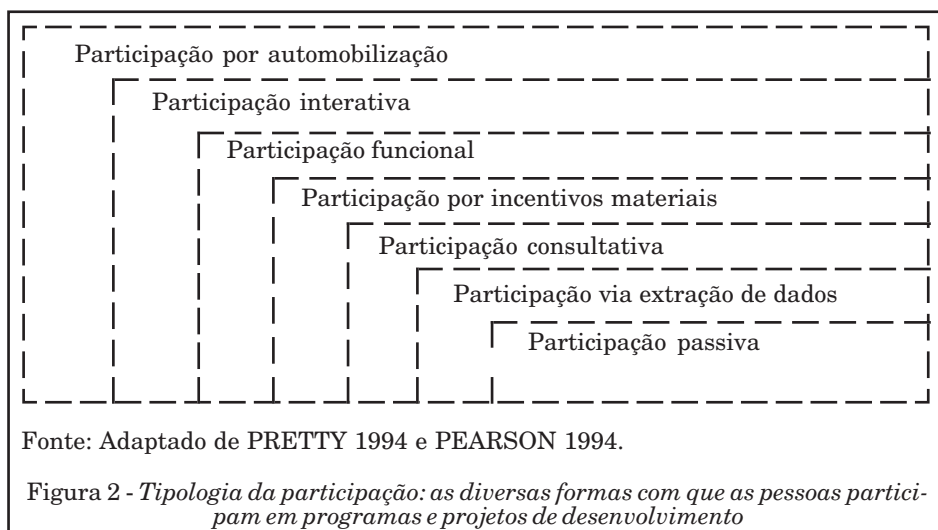 Participação por automobilização
Participação interativa
Participação funcional
Participação por incentivos materiais
Participação consultativa
Participação via extração de dados
Participação passiva
Fonte: Adaptado de PRETTY 1994 e PEARSON 1994.
Figura 2 - Tipologia da participação: as diversas formas com que as pessoas partici-
pam em programas e projetos de desenvolvimento